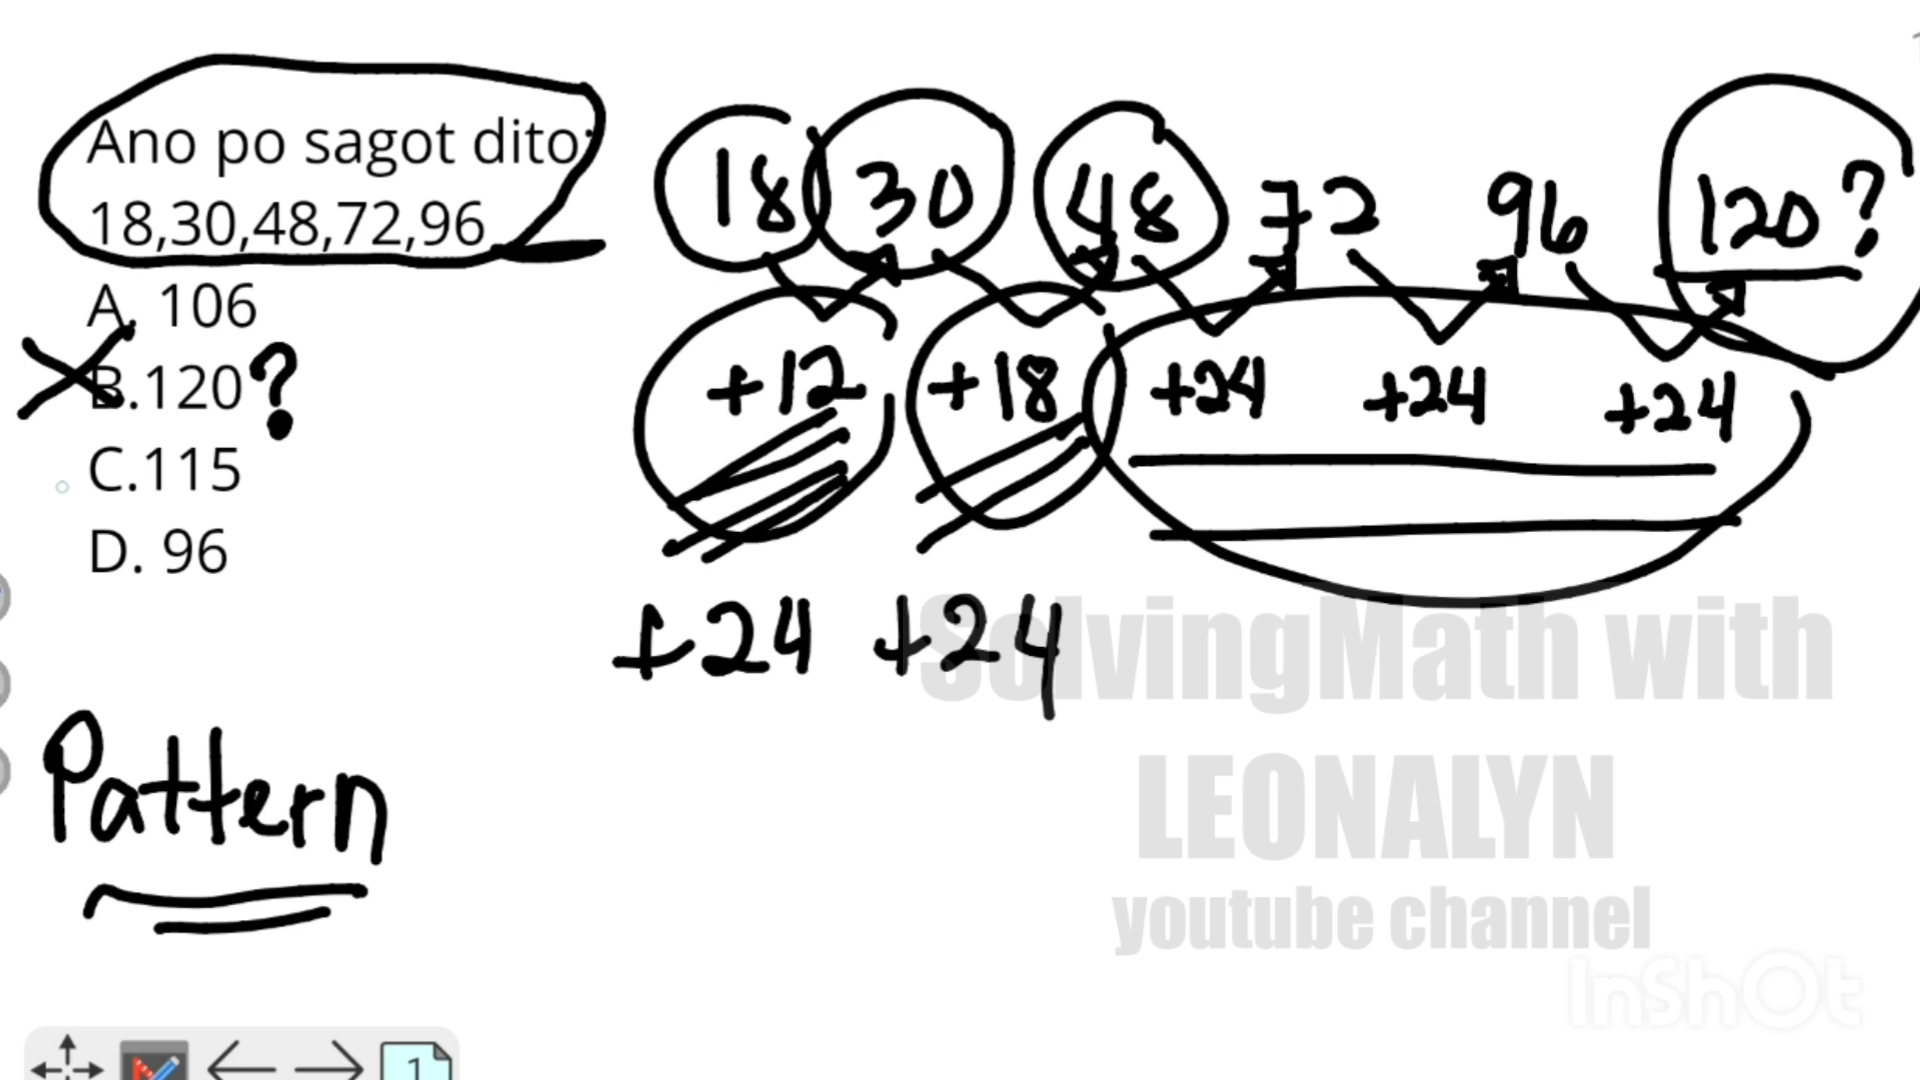 Ano po sagot dito:
18,30,48,72,96
A. 106
B.120?
C.115
D. 96
18 30 48 72 96 120?
+12 +18 +24 +24 +24
+24 +24
Pattern
SolvingMath with
LEONALYN
youtube channel
InShOt
1